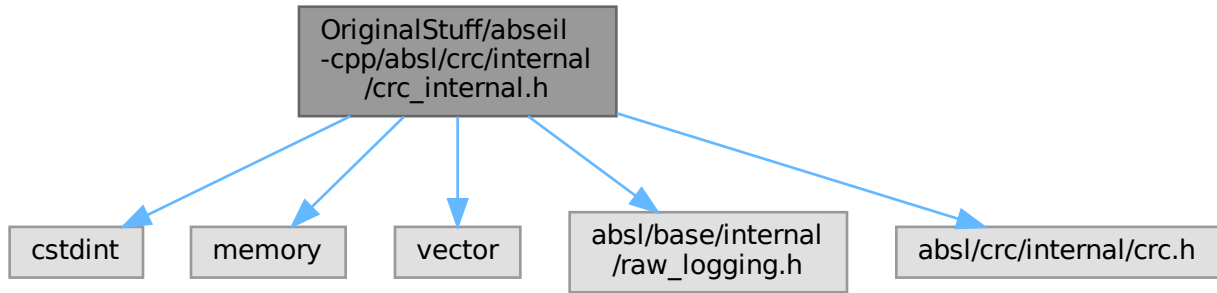 OriginalStuff/abseil
-cpp/absl/crc/internal
/crc_internal.h
cstdint
memory
vector
absl/base/internal
/raw_logging.h
absl/crc/internal/crc.h